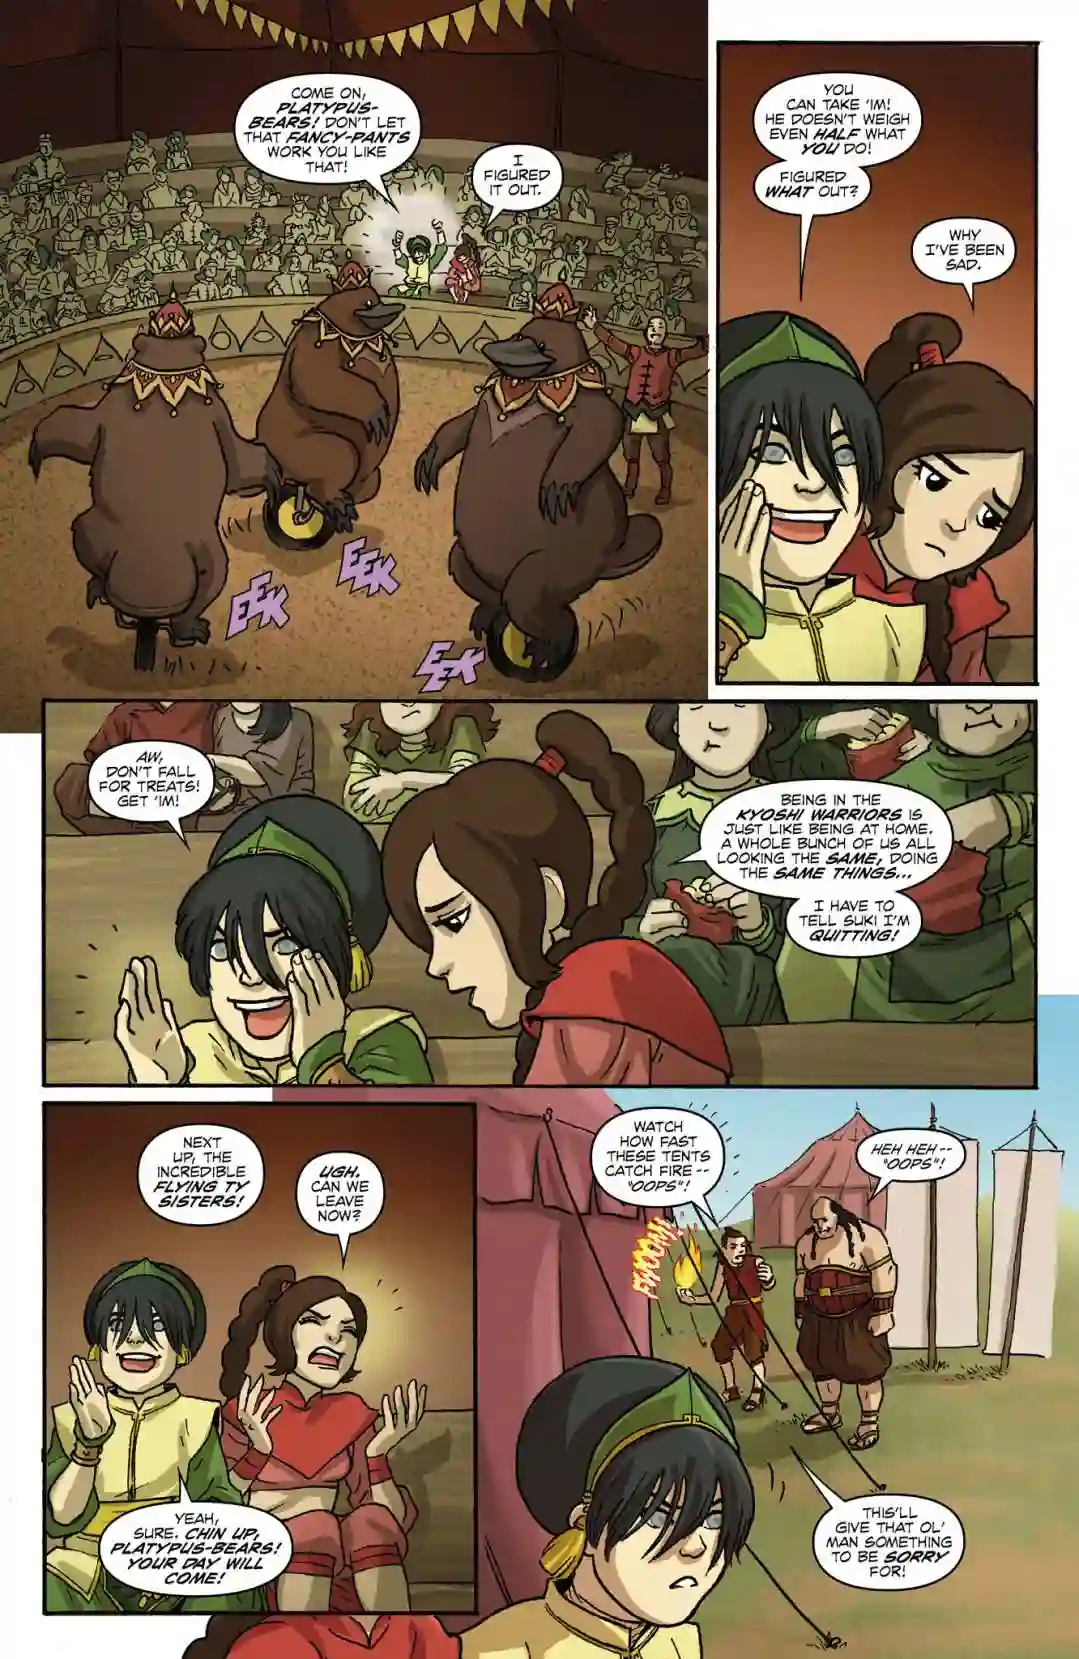 COME ON,
PLATYPUS-
BEARS! DON'T LET
THAT FANCY-PANTS
WORK YOU LIKE
THAT!
I
FIGURED
IT OUT.
EEK
EEK
EEK
YOU
CAN TAKE 'IM!
HE DOESN'T WEIGH
EVEN HALF WHAT
YOU DO!
FIGURED
WHAT OUT?
WHY
I'VE BEEN
SAD.
AW,
DON'T FALL
FOR TREATS!
GET 'IM!
BEING IN THE
KYOSHI WARRIORS IS
JUST LIKE BEING AT HOME.
A WHOLE BUNCH OF US ALL
LOOKING THE SAME, DOING
THE SAME THINGS...
I HAVE TO
TELL SUKI I'M
QUITTING!
NEXT
UP, THE
INCREDIBLE
FLYING TY
SISTERS!
UGH.
CAN WE
LEAVE
NOW?
YEAH,
SURE. CHIN UP,
PLATYPUS-BEARS!
YOUR DAY WILL
COME!
WATCH
HOW FAST
THESE TENTS
CATCH FIRE --
"OOPS"!
HEH HEH --
"OOPS"!
WHOOM!
THIS'LL
GIVE THAT OL'
MAN SOMETHING
TO BE SORRY
FOR!